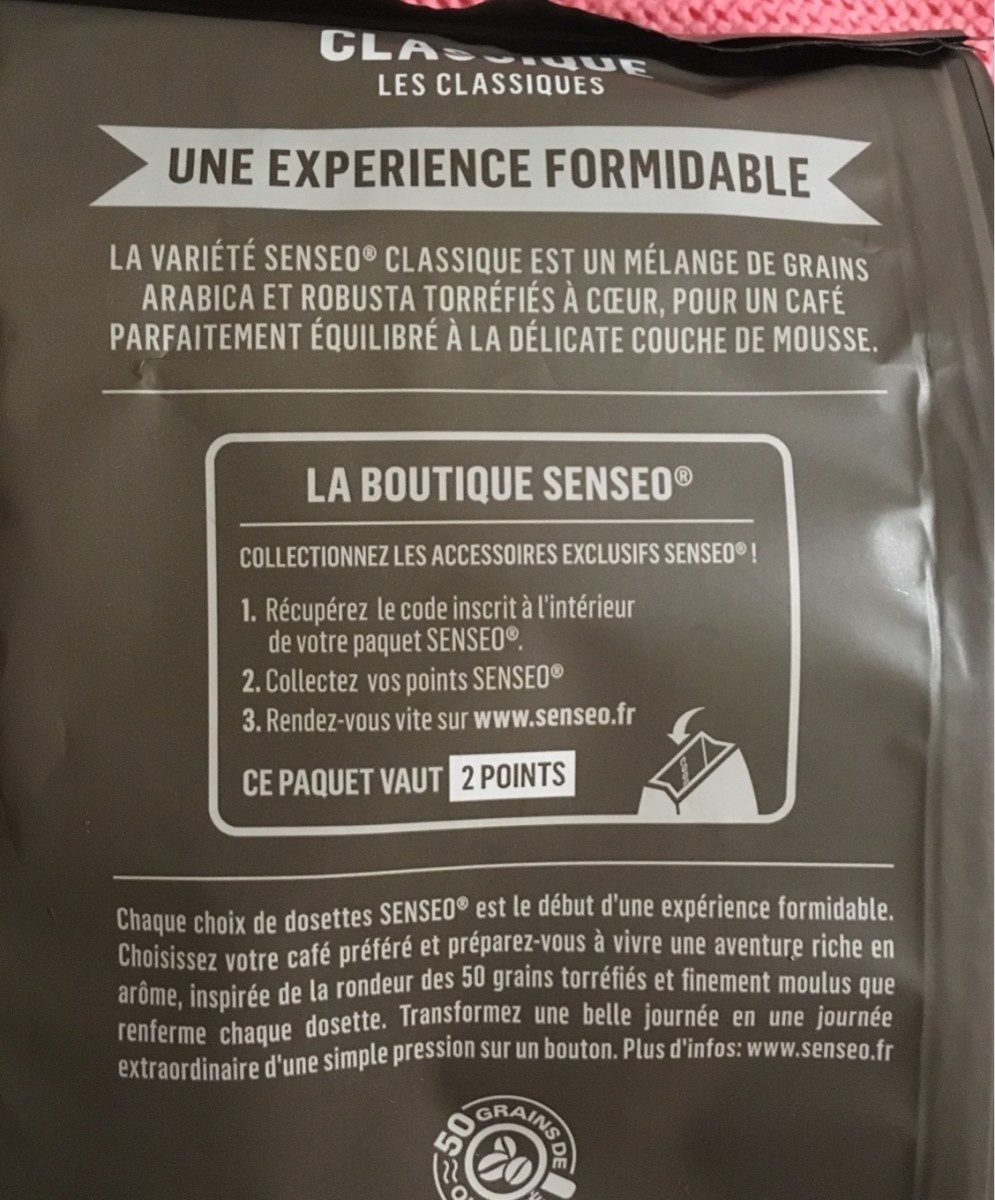 CLASSIQUE
LES CLASSIQUES
UNE EXPERIENCE FORMIDABLE
LA VARIÉTÉ SENSEO® CLASSIQUE EST UN MÉLANGE DE GRAINS
ARABICA ET ROBUSTA TORRÉFIÉS À CŒUR, POUR UN CAFÉ
PARFAITEMENT ÉQUILIBRÉ À LA DÉLICATE COUCHE DE MOUSSE.
LA BOUTIQUE SENSEO®
COLLECTIONNEZ LES ACCESSOIRES EXCLUSIFS SENSEO® !
1. Récupérez le code inscrit à l'intérieur
de votre paquet SENSEO®.
2. Collectez vos points SENSEO®
3. Rendez-vous vite sur www.senseo.fr
CE PAQUET VAUT 2 POINTS
Chaque choix de dosettes SENSEO® est le début d'une expérience formidable.
Choisissez votre café préféré et préparez-vous à vivre une aventure riche en
arôme, inspirée de la rondeur des 50 grains torréfiés et finement moulus que
renferme chaque dosette. Transformez une belle journée en une journée
extraordinaire d'une simple pression sur un bouton. Plus d'infos: www.senseo.fr
50 GRAINS DE